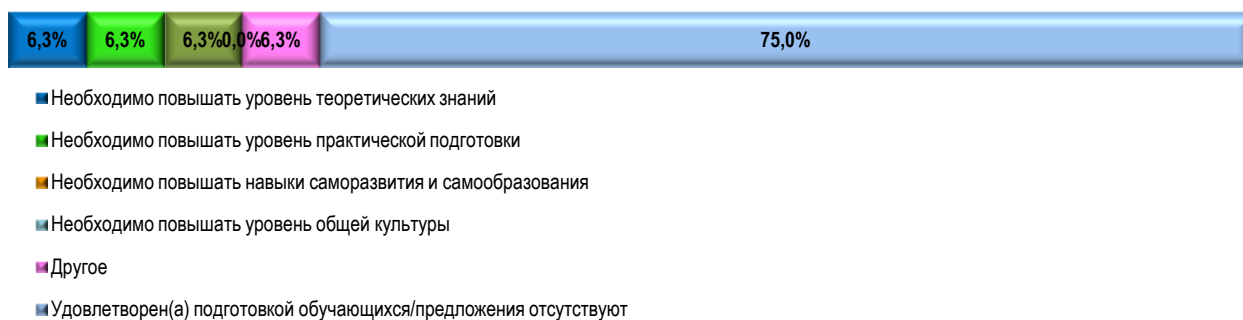 6,3% 6,3% 6,3% 0,0% 6,3% 75,0%
Необходимо повышать уровень теоретических знаний
Необходимо повышать уровень практической подготовки
Необходимо повышать навыки саморазвития и самообразования
Необходимо повышать уровень общей культуры
Другое
Удовлетворен(а) подготовкой обучающихся/предложения отсутствуют